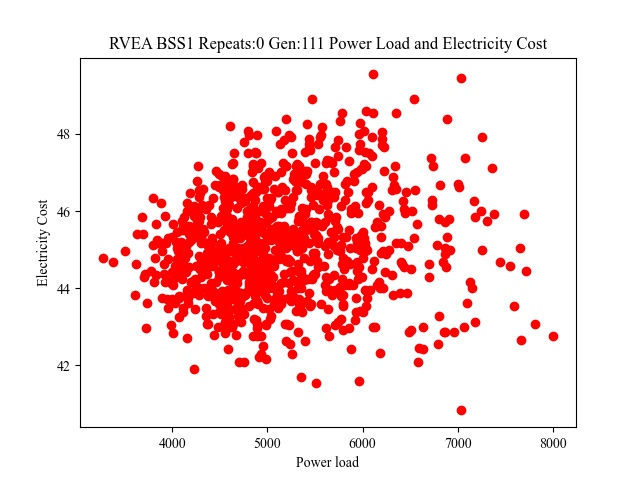 RVEA BSS1 Repeats:0 Gen:111 Power Load and Electricity Cost
48
46
44
42
Electricity Cost
4000 5000 6000 7000 8000
Power load